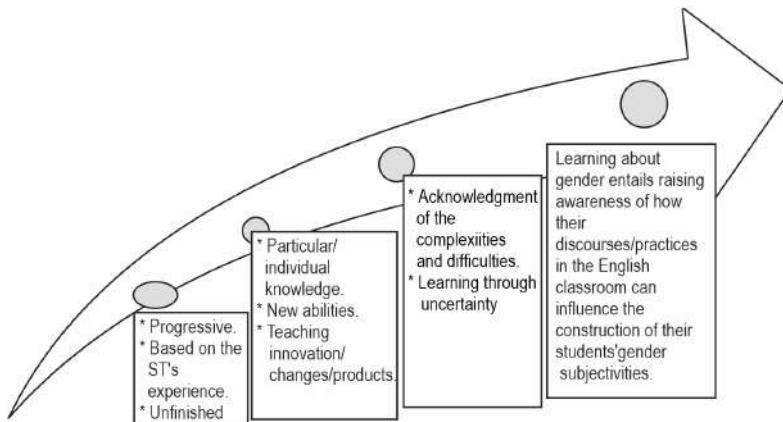 * Progressive.
* Based on the
ST's
experience.
* Unfinished
* Particular/
individual
knowledge.
* New abilities.
* Teaching
innovation/
changes/products.
* Acknowledgment
of the
complexiities
and difficulties.
* Learning through
uncertainty
Learning about
gender entails raising
awareness of how
their
discourses/practices
in the English
classroom can
influence the
construction of their
students'gender
subjectivities.